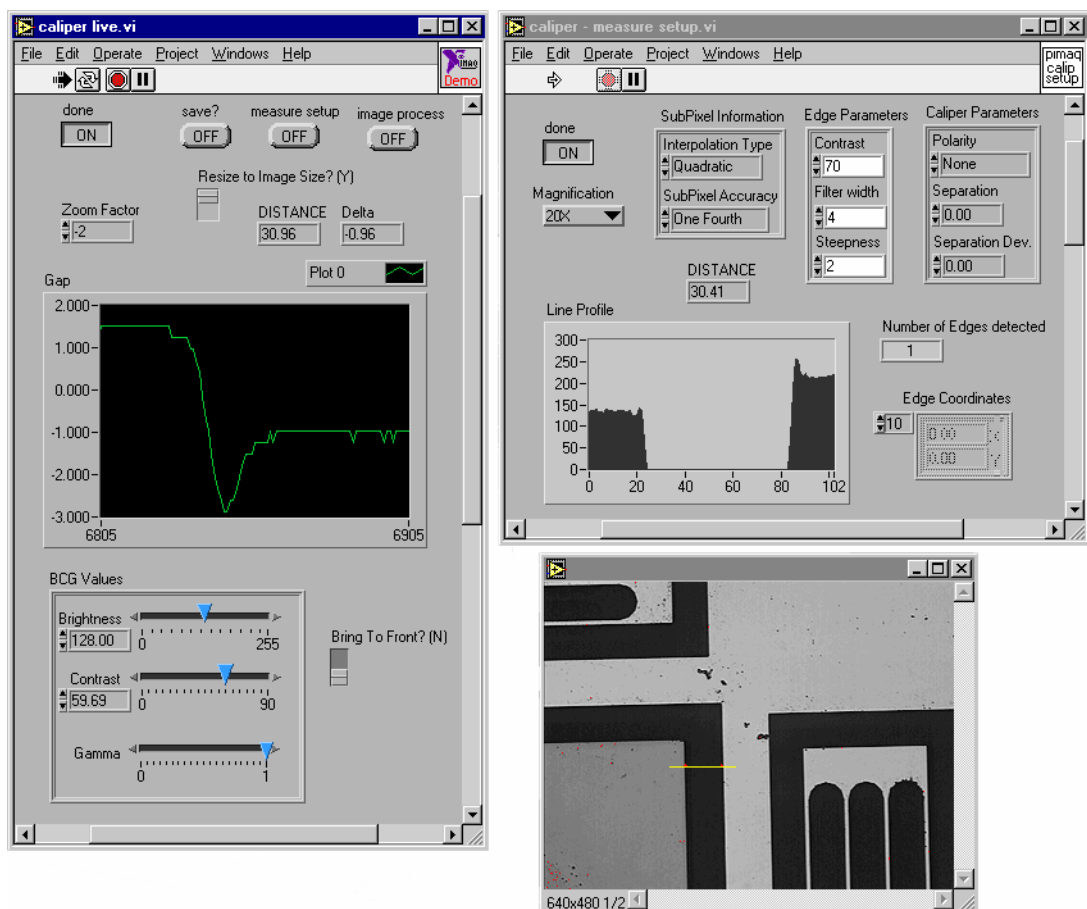 caliper live.vi
File Edit Operate Project Windows Help
IMAQ
Demo
done
ON
save?
OFF
measure setup
OFF
image process
OFF
Resize to Image Size? (Y)
Zoom Factor
-2
DISTANCE
30.96
Delta
-0.96
Plot 0
Gap
2.000
1.000
0.000
-1.000
-2.000
-3.000
6805 6905
BCG Values
Brightness
128.00
0 255
Contrast
59.69
0 90
Gamma
0 1
Bring To Front? (N)
caliper - measure setup.vi
File Edit Operate Project Windows Help
pimaq
calip
setup
done
ON
Magnification
20X
SubPixel Information
Interpolation Type
Quadratic
SubPixel Accuracy
One Fourth
Edge Parameters
Contrast
70
Filter width
4
Steepness
2
Caliper Parameters
Polarity
None
Separation
0.00
Separation Dev.
0.00
DISTANCE
30.41
Line Profile
300
250
200
150
100
50
0
0 20 40 60 80 102
Number of Edges detected
1
Edge Coordinates
10
0.00 X
0.00 Y
640x480 1/2